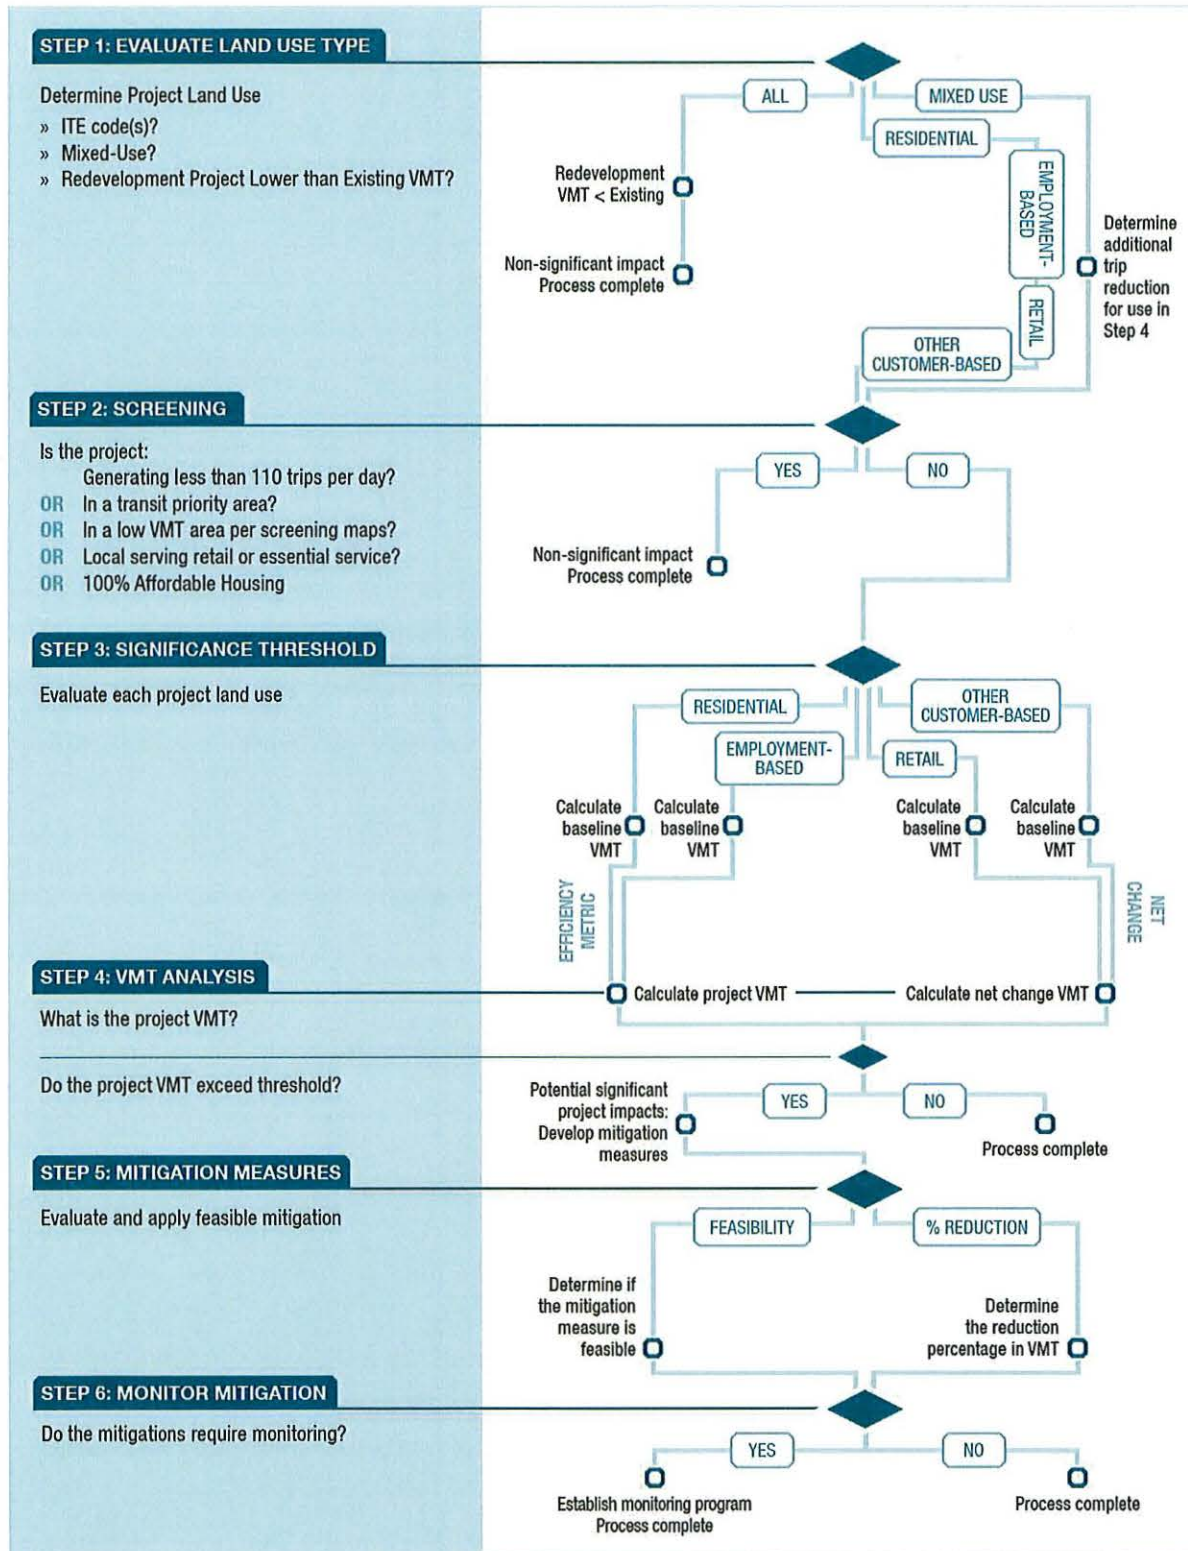 STEP 1: EVALUATE LAND USE TYPE
Determine Project Land Use
» ITE code(s)?
» Mixed-Use?
» Redevelopment Project Lower than Existing VMT?
ALL
MIXED USE
RESIDENTIAL
EMPLOYMENT-
BASED
RETAIL
OTHER
CUSTOMER-BASED
Redevelopment
VMT < Existing
Non-significant impact
Process complete
Determine
additional
trip
reduction
for use in
Step 4
STEP 2: SCREENING
Is the project:
Generating less than 110 trips per day?
OR In a transit priority area?
OR In a low VMT area per screening maps?
OR Local serving retail or essential service?
OR 100% Affordable Housing
YES
NO
Non-significant impact
Process complete
STEP 3: SIGNIFICANCE THRESHOLD
Evaluate each project land use
RESIDENTIAL
OTHER
CUSTOMER-BASED
EMPLOYMENT-
BASED
RETAIL
Calculate
baseline
VMT
Calculate
baseline
VMT
Calculate
baseline
VMT
Calculate
baseline
VMT
EFFICIENCY
METRIC
NET
CHANGE
STEP 4: VMT ANALYSIS
What is the project VMT?
Calculate project VMT
Calculate net change VMT
Do the project VMT exceed threshold?
YES
NO
Potential significant
project impacts:
Develop mitigation
measures
Process complete
STEP 5: MITIGATION MEASURES
Evaluate and apply feasible mitigation
FEASIBILITY
% REDUCTION
Determine if
the mitigation
measure is
feasible
Determine
the reduction
percentage in VMT
STEP 6: MONITOR MITIGATION
Do the mitigations require monitoring?
YES
NO
Establish monitoring program
Process complete
Process complete